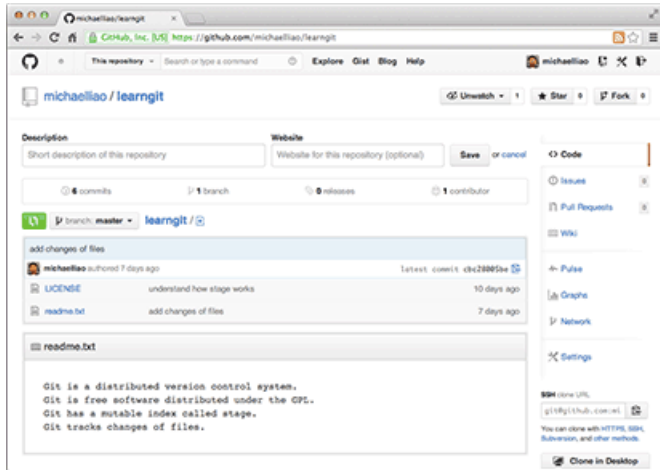 michaelliao/learngit
GitHub, Inc. [US] https://github.com/michaelliao/learngit
This repository Search or type a command Explore Gist Blog Help michaelliao
michaelliao / learngit Unwatch 1 Star 0 Fork 0
Description Website
Short description of this repository Website for this repository (optional) Save or cancel
6 commits 1 branch 0 releases 1 contributor
branch: master learngit /
add changes of files
michaelliao authored 7 days ago latest commit
LICENSE understand how stage works 10 days ago
readme.txt add changes of files 7 days ago
readme.txt
Git is a distributed version control system.
Git is free software distributed under the GPL.
Git has a mutable index called stage.
Git tracks changes of files.
Code
Issues 0
Pull Requests 0
Wiki
Pulse
Graphs
Network
Settings
SSH clone URL
git@github.com:mi
You can clone with HTTPS, SSH,
Subversion, and other methods.
Clone in Desktop